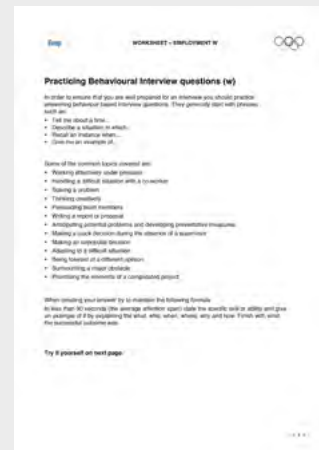 WORKSHEET – EMPLOYMENT W
Practicing Behavioural Interview questions (w)
In order to ensure that you are well prepared for an interview you should practice
answering behaviour based interview questions. They generally start with phrases
such as:
• Tell me about a time...
• Describe a situation in which...
• Recall an instance when...
• Give me an example of...
Some of the common topics covered are:
• Working effectively under pressure
• Handling a difficult situation with a co-worker
• Solving a problem
• Thinking creatively
• Persuading team members
• Writing a report or proposal
• Anticipating potential problems and developing preventative measures
• Making a quick decision during the absence of a supervisor
• Making an unpopular decision
• Adapting to a difficult situation
• Being tolerant of a different opinion
• Surmounting a major obstacle
• Prioritising the elements of a complicated project
When creating your answer try to maintain the following formula
In less than 90 seconds (the average attention span) state the specific skill or ability and give
an example of it by explaining the what, who, when, where, why and how. Finish with what
the successful outcome was.
Try it yourself on next page